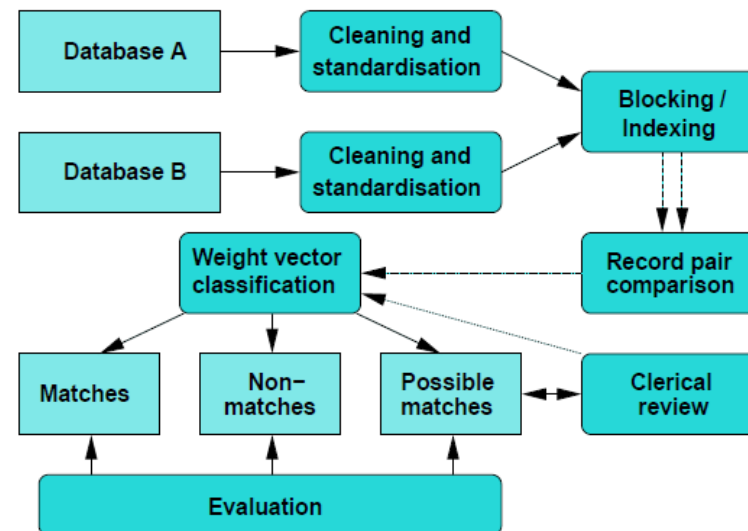 Database A
Cleaning and
standardisation
Blocking /
Indexing
Database B
Cleaning and
standardisation
Weight vector
classification
Record pair
comparison
Matches
Non−
matches
Possible
matches
Clerical
review
Evaluation